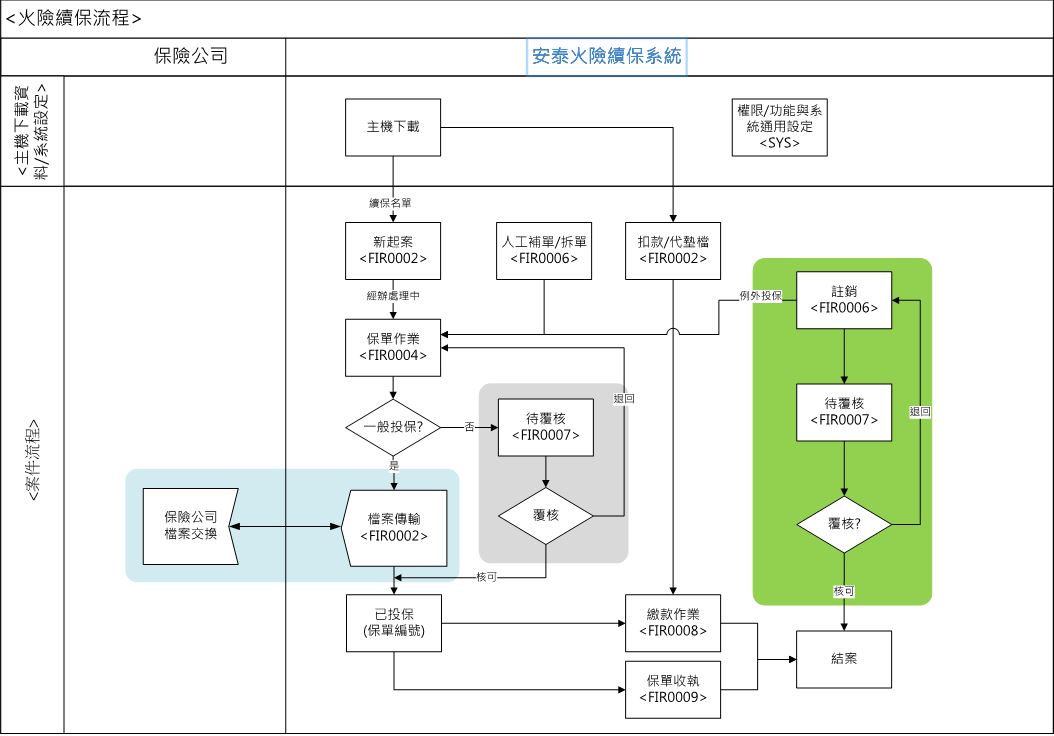 <火險續保流程>
保險公司
安泰火險續保系統
<主機下載資
料/系統設定>
主機下載
權限/功能與系
統通用設定
<SYS>
續保名單
<案件流程>
新起案
<FIR0002>
人工補單/拆單
<FIR0006>
扣款/代墊檔
<FIR0002>
經辦處理中
例外投保
註銷
<FIR0006>
保單作業
<FIR0004>
退回
待覆核
<FIR0007>
退回
一般投保?
否
待覆核
<FIR0007>
是
保險公司
檔案交換
檔案傳輸
<FIR0002>
覆核
覆核?
核可
核可
已投保
(保單編號)
繳款作業
<FIR0008>
結案
保單收執
<FIR0009>